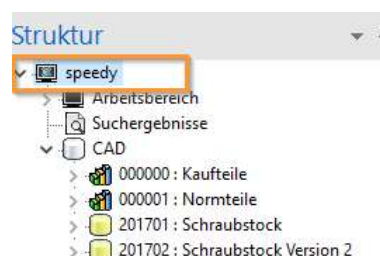 Struktur
speedy
Arbeitsbereich
Suchergebnisse
CAD
000000 : Kaufteile
000001 : Normteile
201701 : Schraubstock
201702 : Schraubstock Version 2